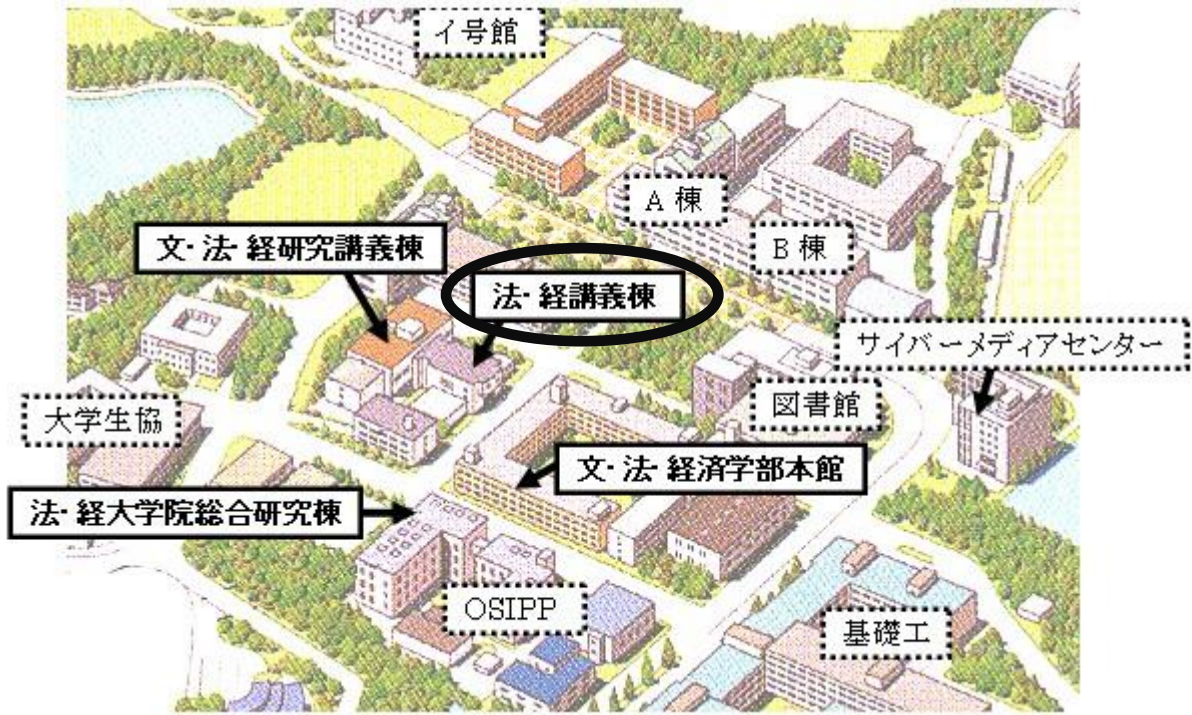 イ号館
A 棟
文・法・経研究講義棟
B 棟
法・経講義棟
サイバーメディアセンター
大学生協
図書館
文・法・経済学部本館
法・経大学院総合研究棟
OSIPP
基礎工